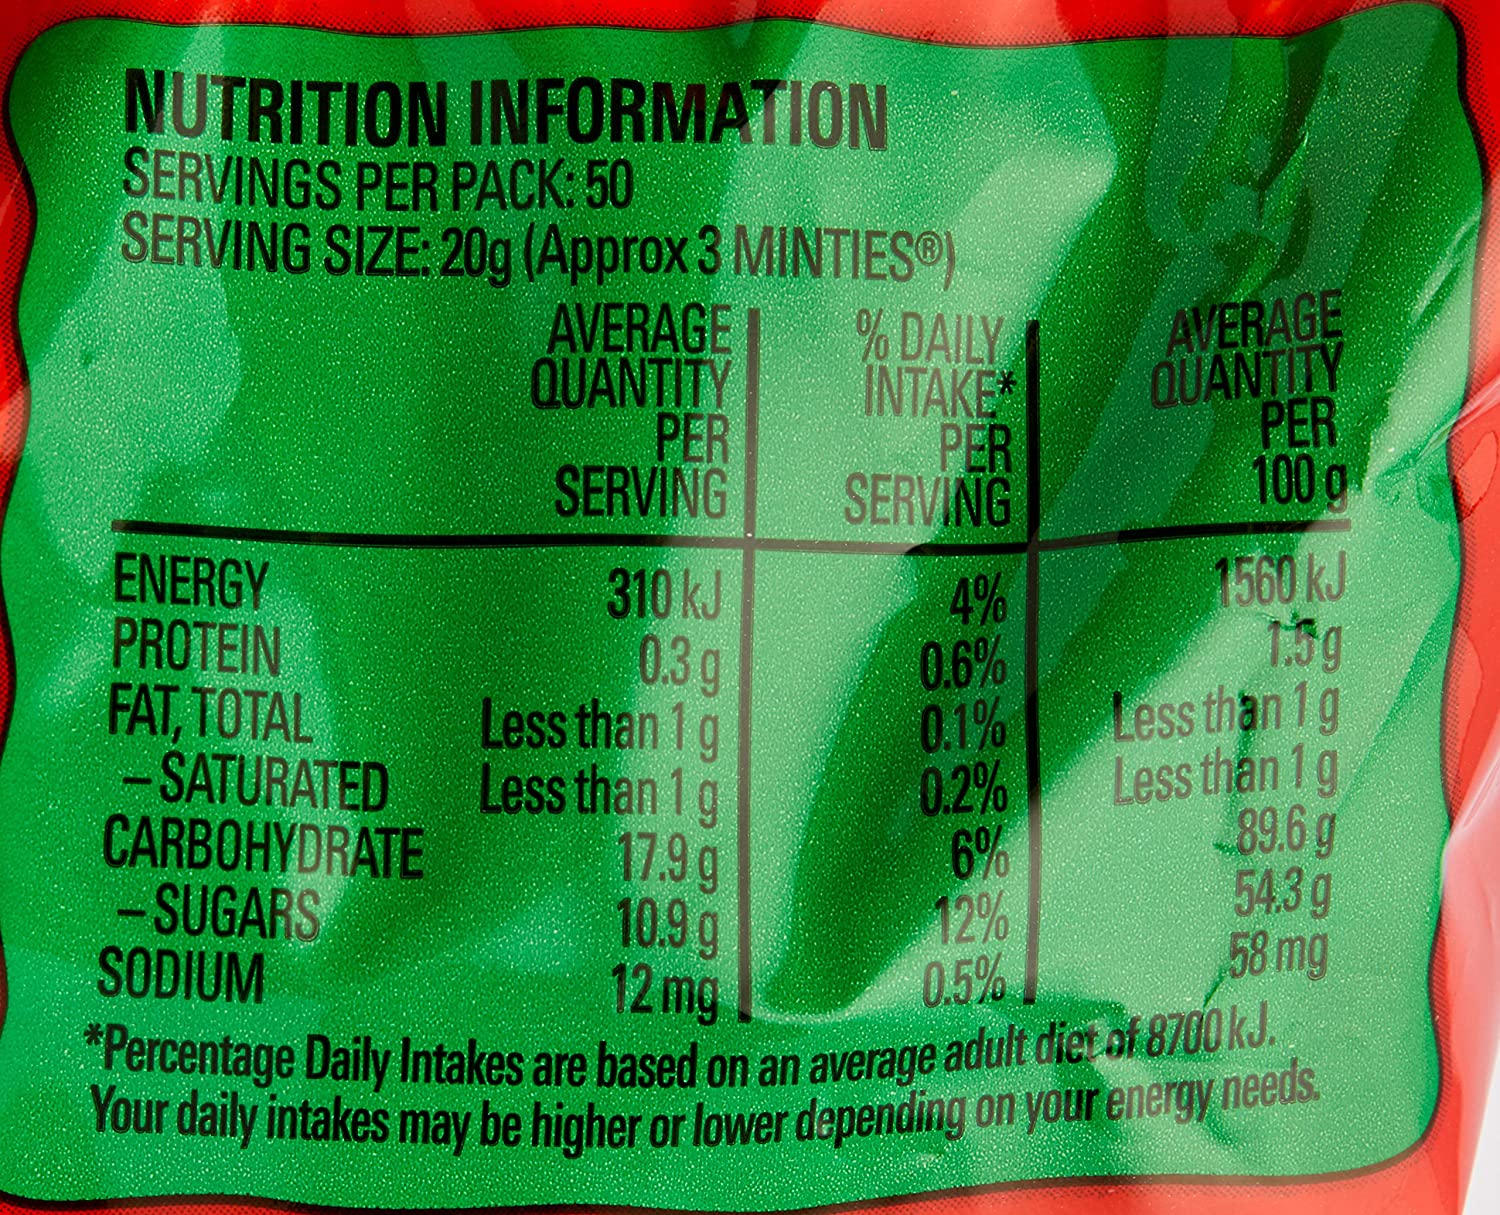 NUTRITION INFORMATION
SERVINGS PER PACK: 50
SERVING SIZE: 20g (Approx 3 MINTIES®)
AVERAGE QUANTITY PER SERVING % DAILY INTAKE* PER SERVING AVERAGE QUANTITY PER 100 g
ENERGY 310 kJ 4% 1560 kJ
PROTEIN 0.3 g 0.6% 1.5 g
FAT, TOTAL Less than 1 g 0.1% Less than 1 g
– SATURATED Less than 1 g 0.2% Less than 1 g
CARBOHYDRATE 17.9 g 6% 89.6 g
– SUGARS 10.9 g 12% 54.3 g
SODIUM 12 mg 0.5% 58 mg
*Percentage Daily Intakes are based on an average adult diet of 8700 kJ.
Your daily intakes may be higher or lower depending on your energy needs.